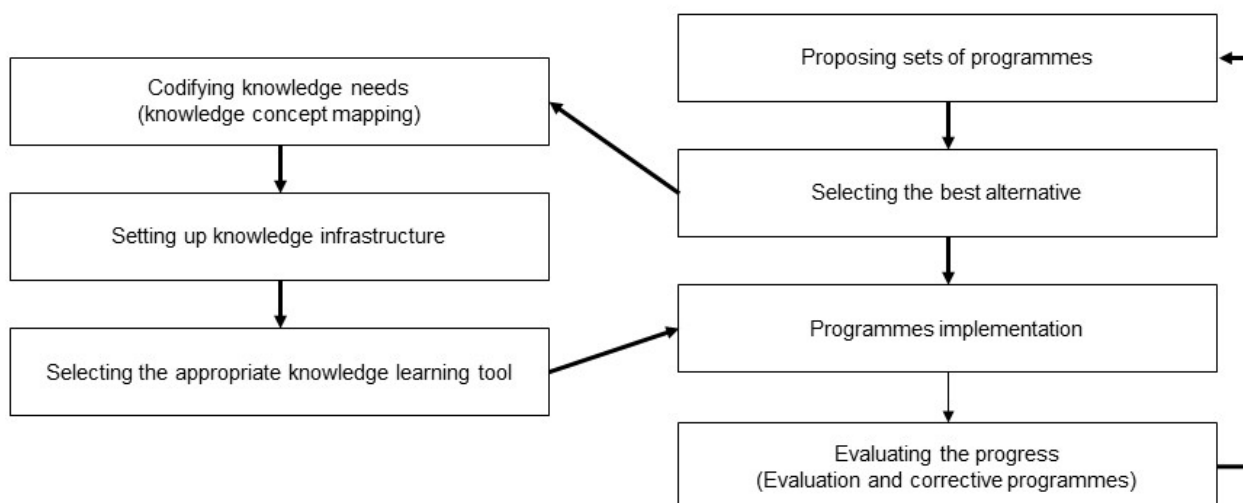 Proposing sets of programmes
Codifying knowledge needs
(knowledge concept mapping)
Selecting the best alternative
Setting up knowledge infrastructure
Programmes implementation
Selecting the appropriate knowledge learning tool
Evaluating the progress
(Evaluation and corrective programmes)